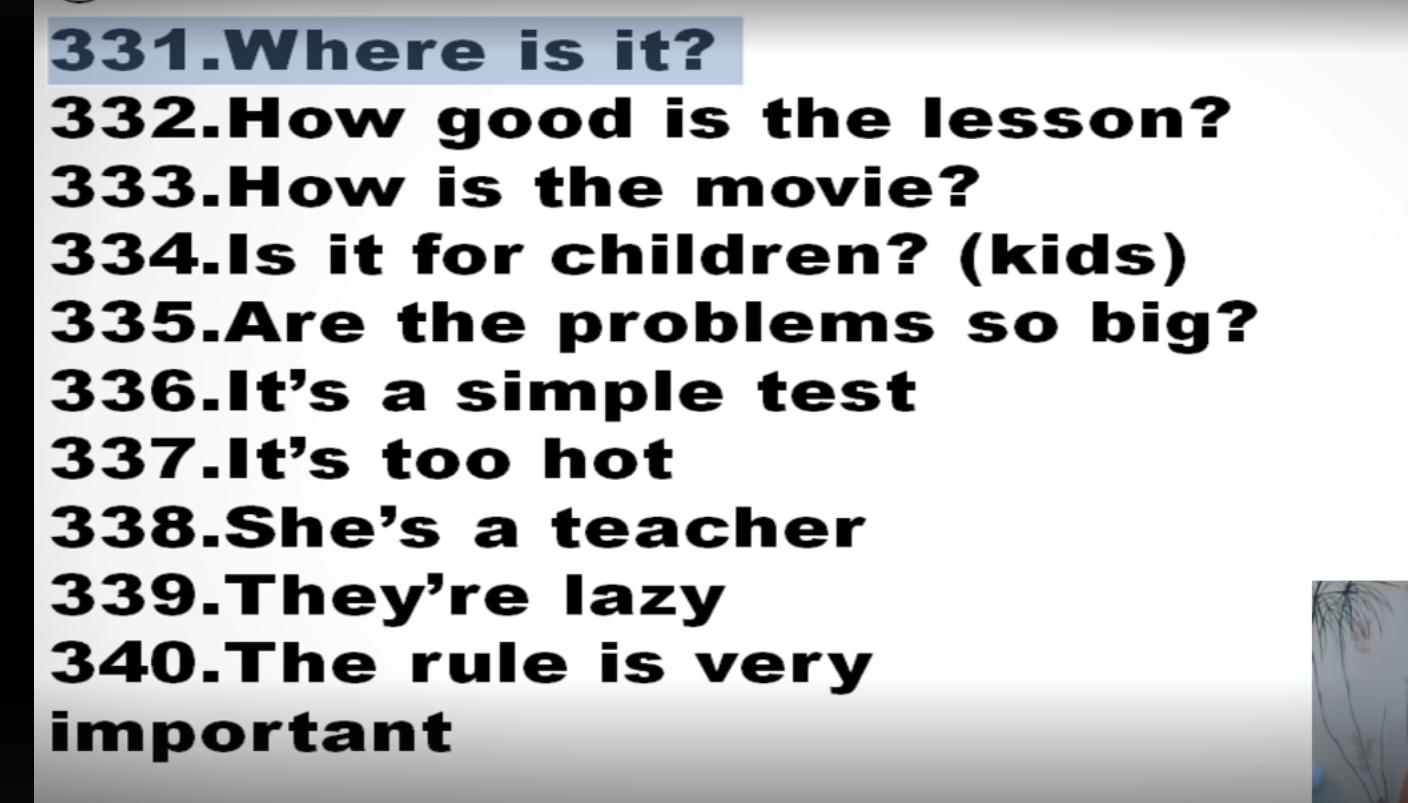 331.Where is it?
332.How good is the lesson?
333.How is the movie?
334.Is it for children? (kids)
335.Are the problems so big?
336.It’s a simple test
337.It’s too hot
338.She’s a teacher
339.They’re lazy
340.The rule is very
important